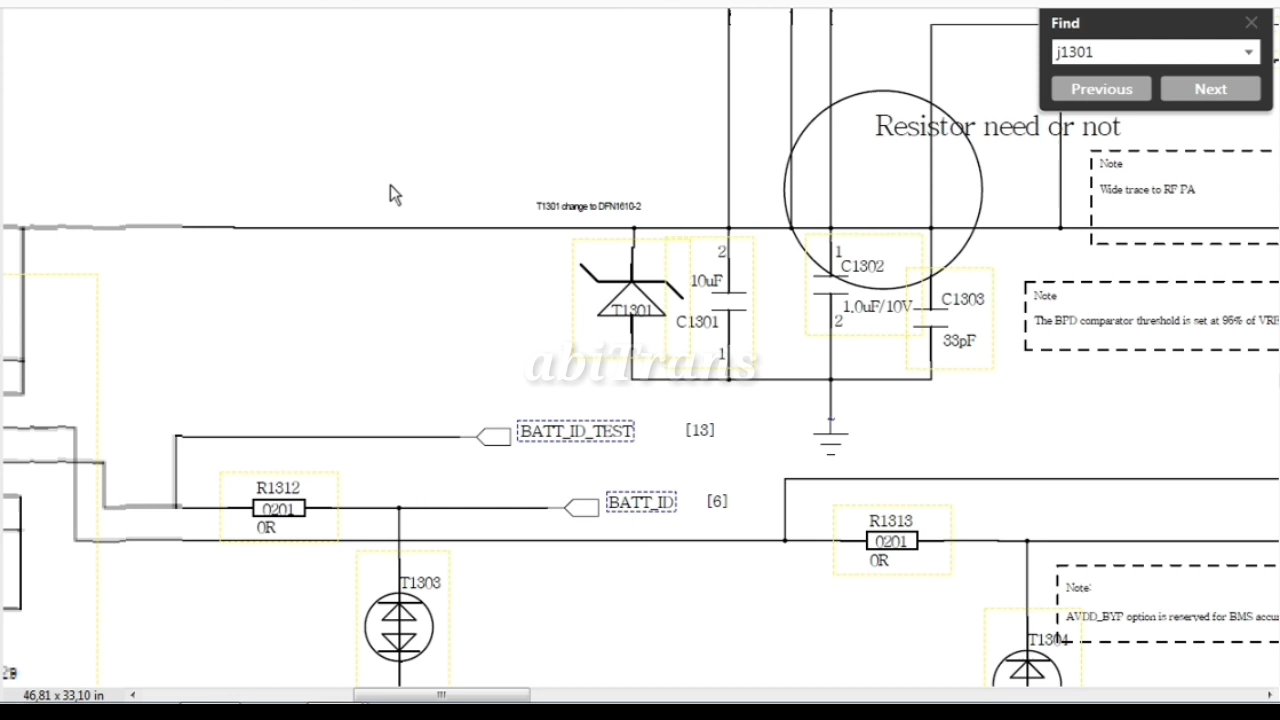 Find
j1301
Previous
Next
Resistor need or not
Note
Wide trace to RF PA
T1301 change to DFN1610-2
2
1
C1302
10uF
T1301
C1301
1.0uF/10V
2
C1303
33pF
1
Note
The BPD comparator threshold is set at 96% of
abiTrans
BATT_ID_TEST
[13]
R1312
0201
0R
BATT_ID
[6]
R1313
0201
0R
T1303
Note:
AVDD_BYP option is reserved for BMS
T1304
46,81 x 33,10 in